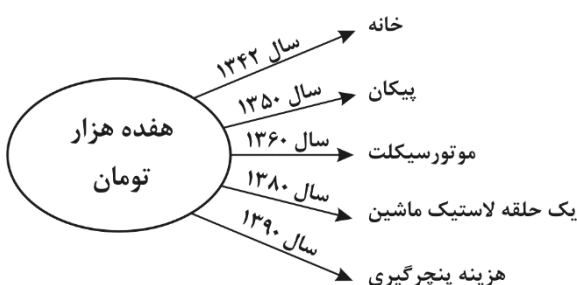 هفده هزار
تومان
سال ۱۳۴۲
خانه
سال ۱۳۵۰
پیکان
سال ۱۳۶۰
موتورسیکلت
سال ۱۳۸۰
یک حلقه لاستیک ماشین
سال ۱۳۹۰
هزینه پنچرگیری